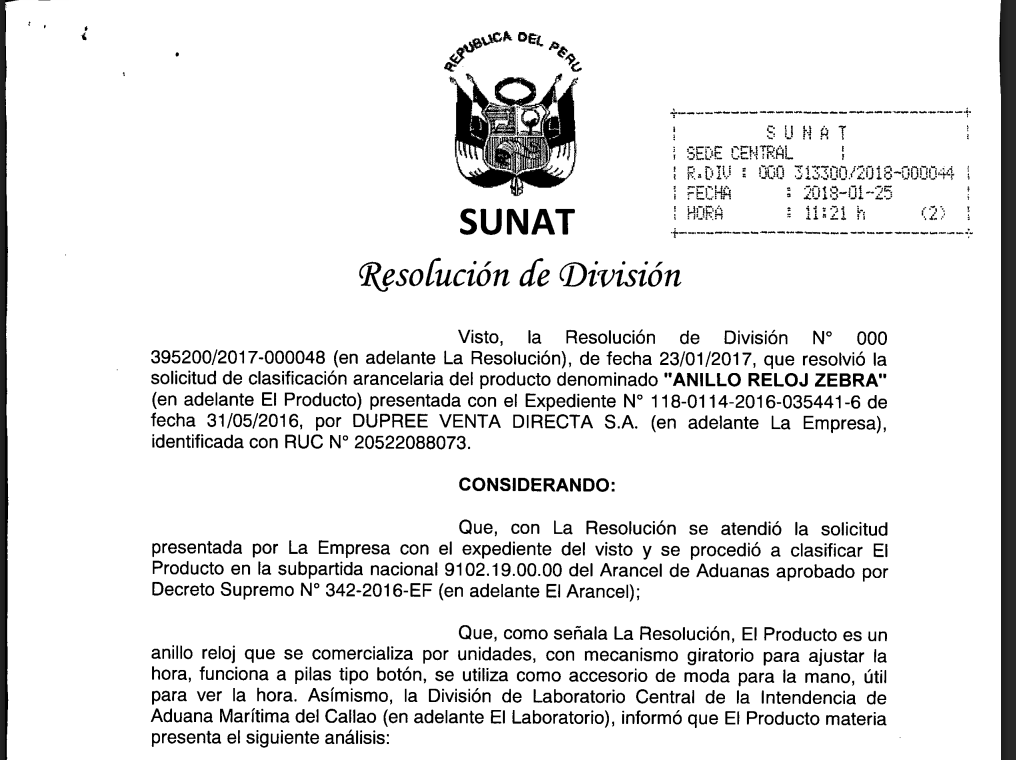 REPUBLICA DEL PERU
SUNAT
S U N A T
SEDE CENTRAL
R.DIV : 000 313300/2018-000044
FECHA : 2018-01-25
HORA : 11:21 h (2)
Resolución de División
Visto, la Resolución de División N° 000
395200/2017-000048 (en adelante La Resolución), de fecha 23/01/2017, que resolvió la
solicitud de clasificación arancelaria del producto denominado "ANILLO RELOJ ZEBRA"
(en adelante El Producto) presentada con el Expediente N° 118-0114-2016-035441-6 de
fecha 31/05/2016, por DUPREE VENTA DIRECTA S.A. (en adelante La Empresa),
identificada con RUC N° 20522088073.
CONSIDERANDO:
Que, con La Resolución se atendió la solicitud
presentada por La Empresa con el expediente del visto y se procedió a clasificar El
Producto en la subpartida nacional 9102.19.00.00 del Arancel de Aduanas aprobado por
Decreto Supremo N° 342-2016-EF (en adelante El Arancel);
Que, como señala La Resolución, El Producto es un
anillo reloj que se comercializa por unidades, con mecanismo giratorio para ajustar la
hora, funciona a pilas tipo botón, se utiliza como accesorio de moda para la mano, útil
para ver la hora. Asímismo, la División de Laboratorio Central de la Intendencia de
Aduana Marítima del Callao (en adelante El Laboratorio), informó que El Producto materia
presenta el siguiente análisis: